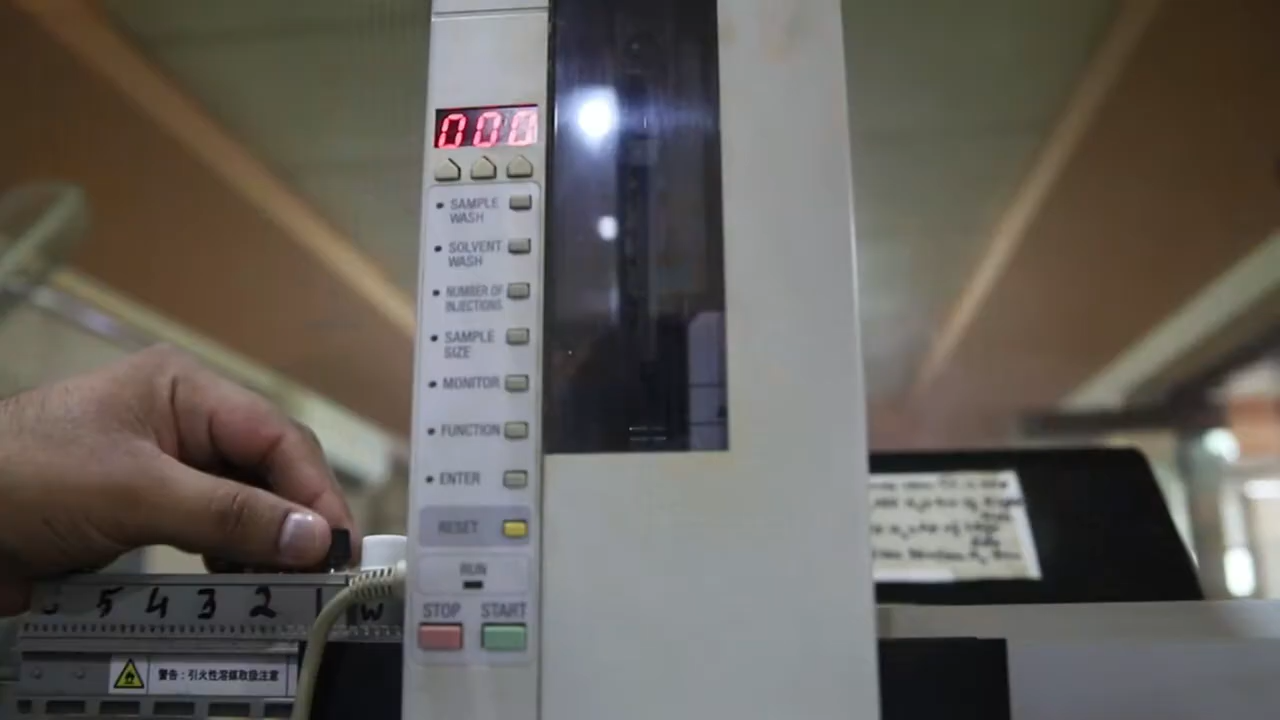 000
SAMPLE
WASH
SOLVENT
WASH
NUMBER OF
INJECTIONS
SAMPLE
SIZE
MONITOR
FUNCTION
ENTER
RESET
RUN
STOP START
5 4 3 2 W
警告:引火性溶媒取扱注意